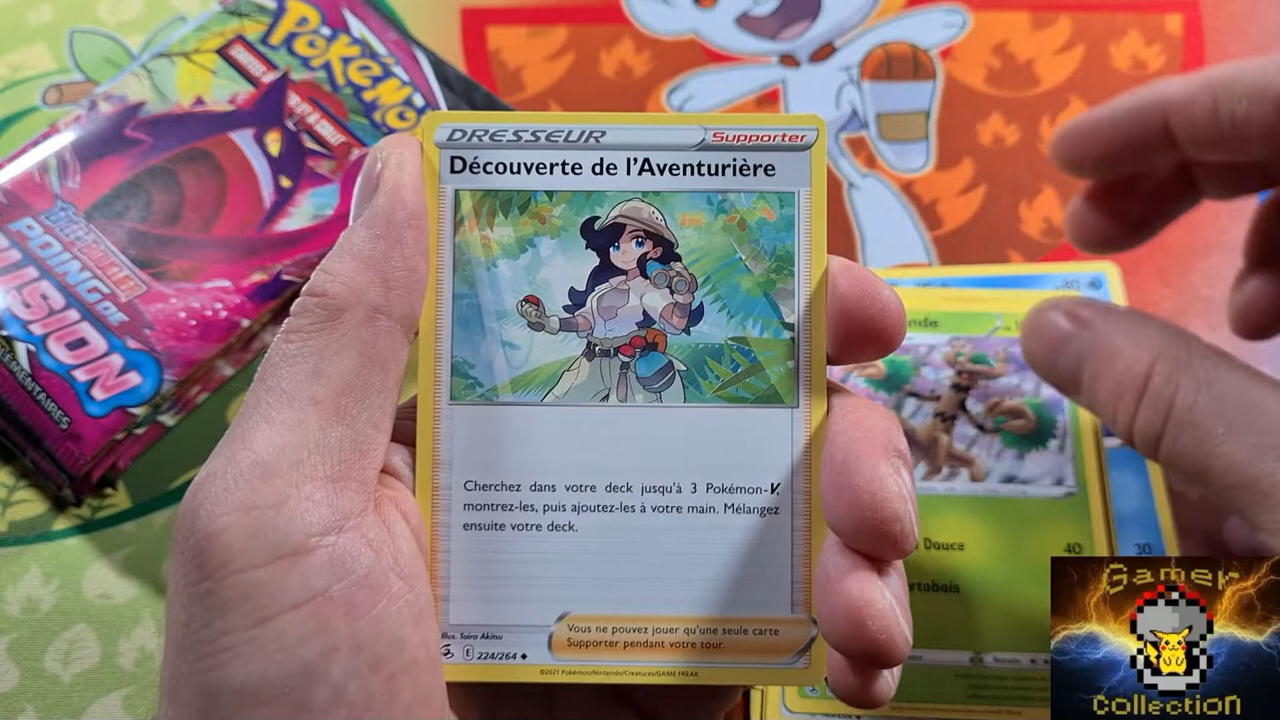 Pokémon
POING DE
ÉLÉMENTAIRES
DRESSEUR
Supporter
Découverte de l'Aventurière
Cherchez dans votre deck jusqu'à 3 Pokémon-V,
montrez-les, puis ajoutez-les à votre main. Mélangez
ensuite votre deck.
Vous ne pouvez jouer qu'une seule carte
Supporter pendant votre tour.
Illus. Taira Akitsu
E 224/264
©2021 Pokémon/Nintendo/Creatures/GAME FREAK
Douce
40
30
Gamer
Collection